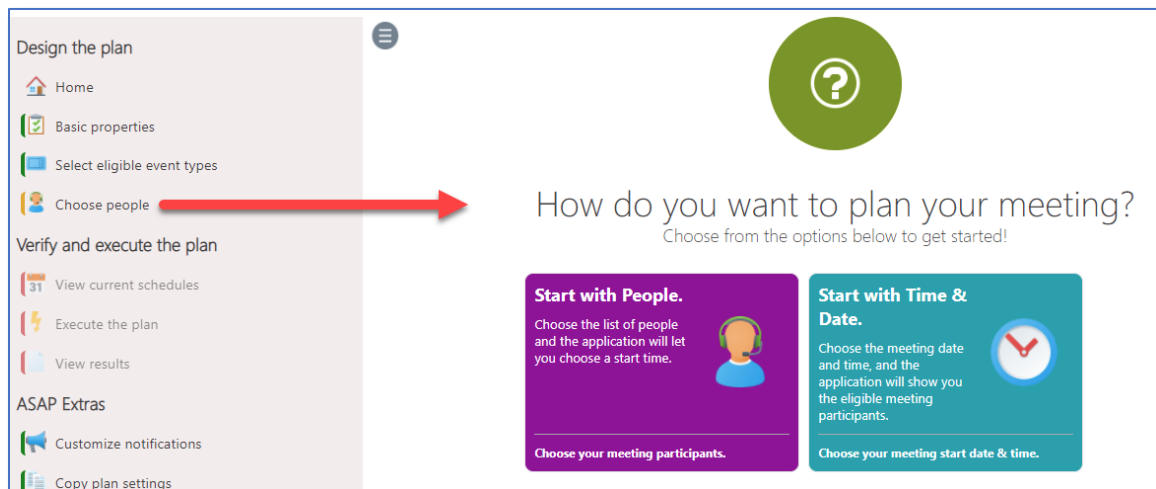 Design the plan
Home
Basic properties
Select eligible event types
Choose people
Verify and execute the plan
31
View current schedules
Execute the plan
View results
ASAP Extras
Customize notifications
Copy plan settings
?
How do you want to plan your meeting?
Choose from the options below to get started!
Start with People.
Choose the list of people
and the application will let
you choose a start time.
Choose your meeting participants.
Start with Time &
Date.
Choose the meeting date
and time, and the
application will show you
the eligible meeting
participants.
Choose your meeting start date & time.